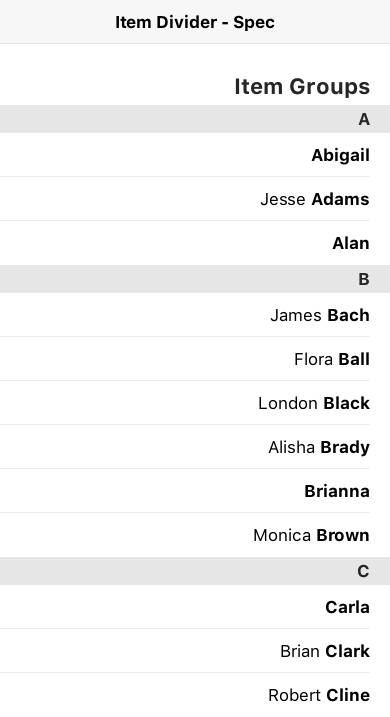 Item Divider - Spec
Item Groups
A
Abigail
Jesse Adams
Alan
B
James Bach
Flora Ball
London Black
Alisha Brady
Brianna
Monica Brown
C
Carla
Brian Clark
Robert Cline